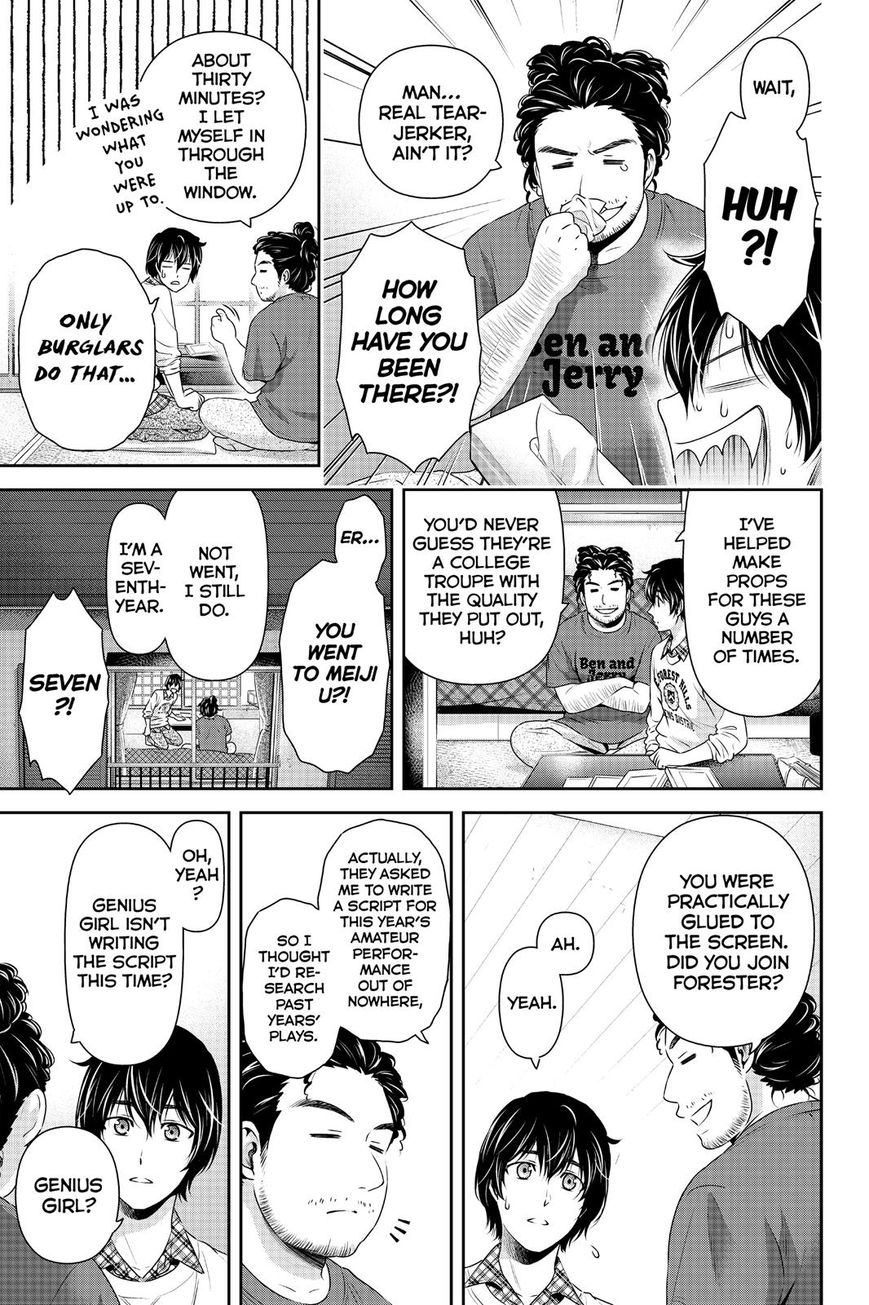 WAIT,
HUH
?!
MAN...
REAL TEAR-
JERKER,
AIN'T IT?
HOW
LONG
HAVE YOU
BEEN
THERE?!
Ben and
Jerry
ABOUT
THIRTY
MINUTES?
I LET
MYSELF IN
THROUGH
THE
WINDOW.
I WAS
WONDERING
WHAT
YOU
WERE
UP TO.
ONLY
BURGLARS
DO THAT...
I'VE
HELPED
MAKE
PROPS
FOR THESE
GUYS A
NUMBER
OF TIMES.
YOU'D NEVER
GUESS THEY'RE
A COLLEGE
TROUPE WITH
THE QUALITY
THEY PUT OUT,
HUH?
Ben and
Jerry
FOREST HILLS
ER...
YOU
WENT
TO MEIJI
U?!
NOT
WENT,
I STILL
DO.
I'M A
SEV-
ENTH-
YEAR.
SEVEN
?!
YOU WERE
PRACTICALLY
GLUED TO
THE SCREEN.
DID YOU JOIN
FORESTER?
AH.
YEAH.
ACTUALLY,
THEY ASKED
ME TO WRITE
A SCRIPT FOR
THIS YEAR'S
AMATEUR
PERFOR-
MANCE
OUT OF
NOWHERE,
SO I
THOUGHT
I'D RE-
SEARCH
PAST
YEARS'
PLAYS.
OH,
YEAH
?
GENIUS
GIRL ISN'T
WRITING
THE SCRIPT
THIS TIME?
GENIUS
GIRL?